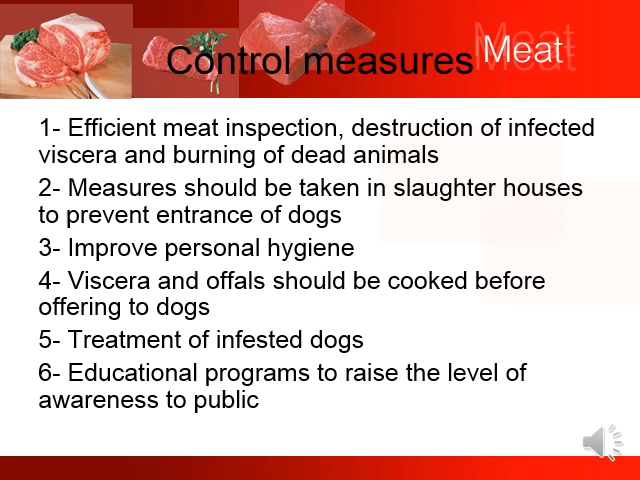 Control measures
Meat
1- Efficient meat inspection, destruction of infected
viscera and burning of dead animals
2- Measures should be taken in slaughter houses
to prevent entrance of dogs
3- Improve personal hygiene
4- Viscera and offals should be cooked before
offering to dogs
5- Treatment of infested dogs
6- Educational programs to raise the level of
awareness to public